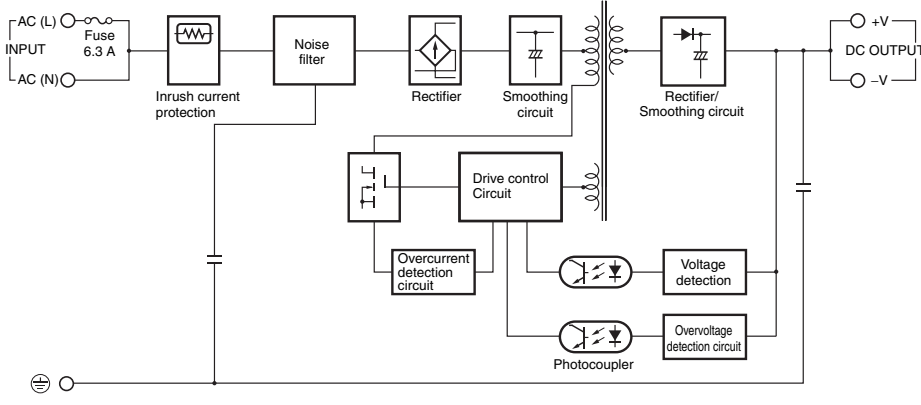 AC (L)
Fuse
6.3 A
INPUT
AC (N)
Inrush current
protection
Noise
filter
Rectifier
Smoothing
circuit
Rectifier/
Smoothing circuit
+V
DC OUTPUT
–V
Drive control
Circuit
Overcurrent
detection
circuit
Voltage
detection
Overvoltage
detection circuit
Photocoupler